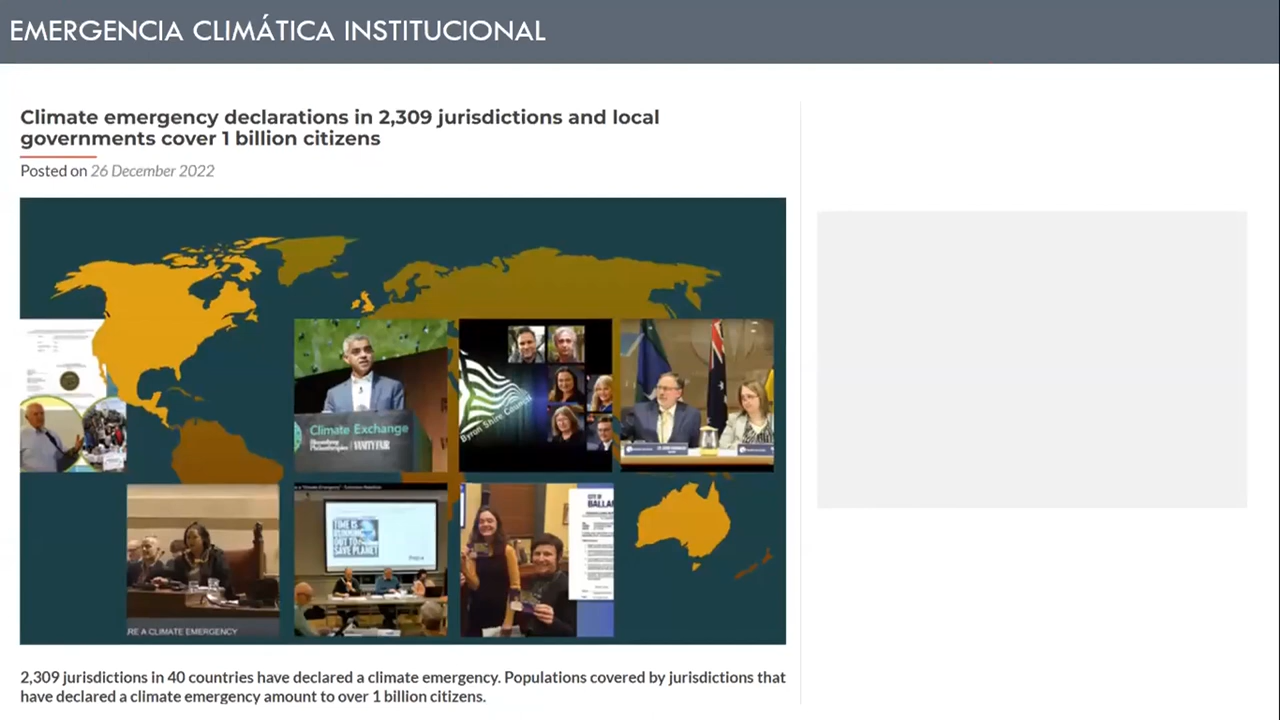 EMERGENCIA CLIMÁTICA INSTITUCIONAL
Climate emergency declarations in 2,309 jurisdictions and local
governments cover 1 billion citizens
Posted on 26 December 2022
Climate Exchange
Bloomberg
Philanthropies | VANITY FAIR
Byron Shire Council
TIME IS
RUNNING
OUT TO
SAVE PLANET
CITY OF
BALLAR
RE A CLIMATE EMERGENCY
2,309 jurisdictions in 40 countries have declared a climate emergency. Populations covered by jurisdictions that
have declared a climate emergency amount to over 1 billion citizens.